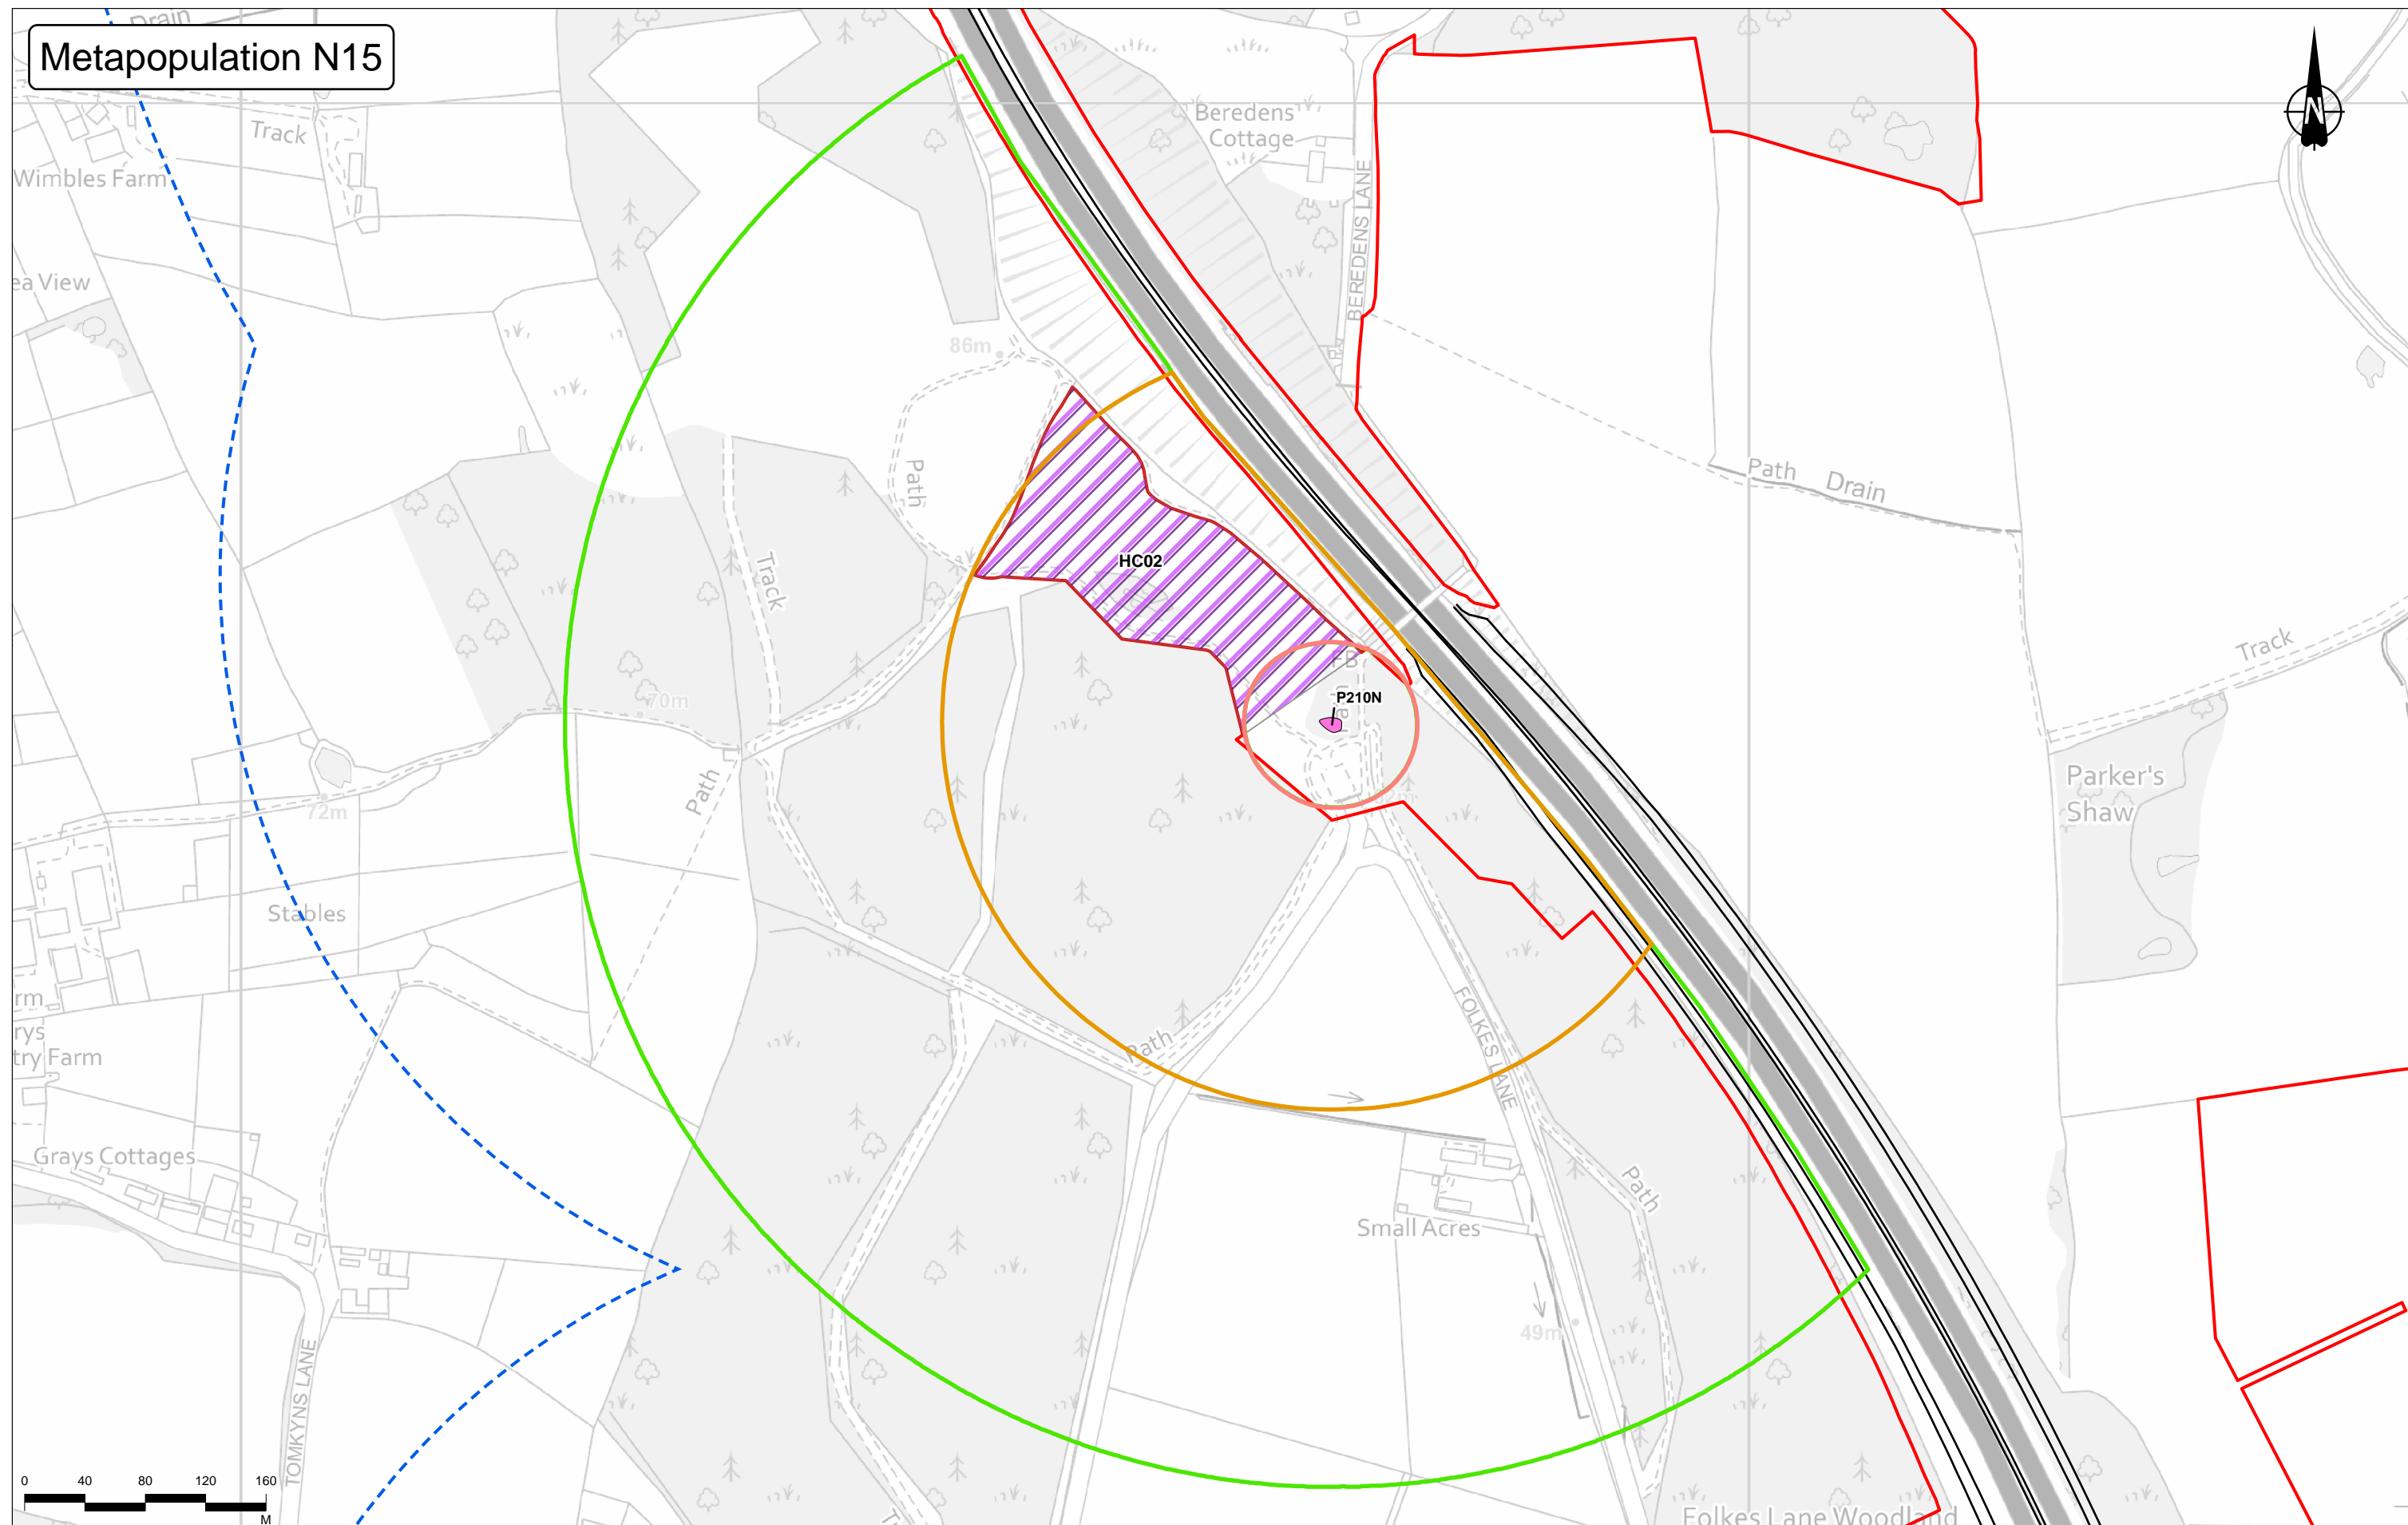 Drain
Metapopulation N15
N
Track
Wimbles Farm
Beredens
Cottage
BEREDENS LANE
ea View
86m
Path
Path
Drain
HC02
Track
FB
P210N
70m
Track
Path
72m
Parker's
Shaw
Stables
rm
rys
try Farm
Path
FOLKES LANE
Grays Cottages
Path
Small Acres
49m
TOMKYNS LANE
0 40 80 120 160
M
Folkes Lane Woodland